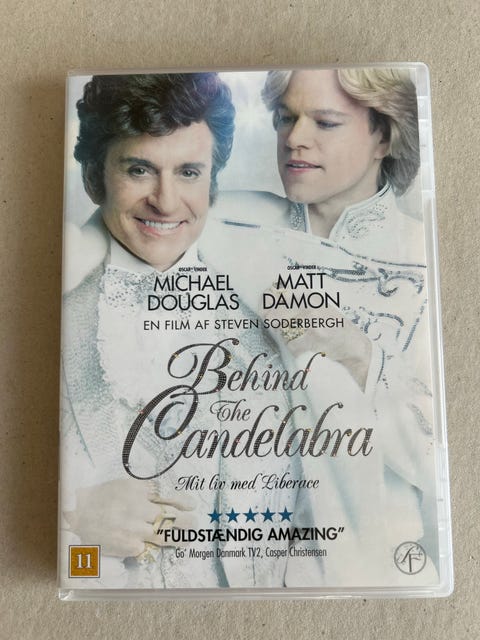 OSCAR®-VINDER
MICHAEL
DOUGLAS
OSCAR®-VINDER
MATT
DAMON
EN FILM AF STEVEN SODERBERGH
Behind
The
Candelabra
Mit liv med Liberace
"FULDSTÆNDIG AMAZING"
Go' Morgen Danmark TV2, Casper Christensen
11
SF